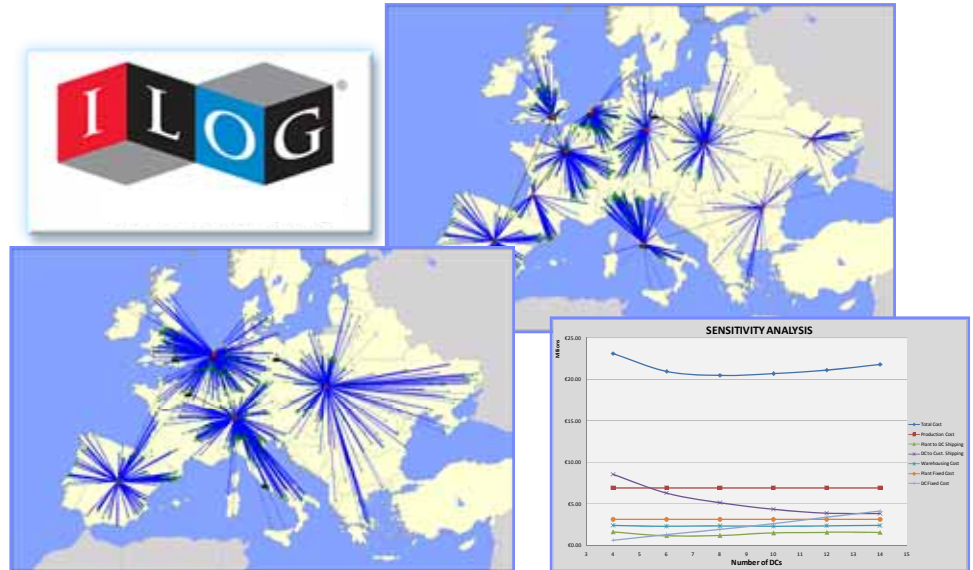 ILOG
®
SENSITIVITY ANALYSIS
Millions
€25.00
€20.00
€15.00
€10.00
€5.00
€0.00
3 4 5 6 7 8 9 10 11 12 13 14 15
Number of DCs
Total Cost
Production Cost
Plant to DC Shipping
DC to Cust. Shipping
Warehousing Cost
Plant Fixed Cost
DC Fixed Cost